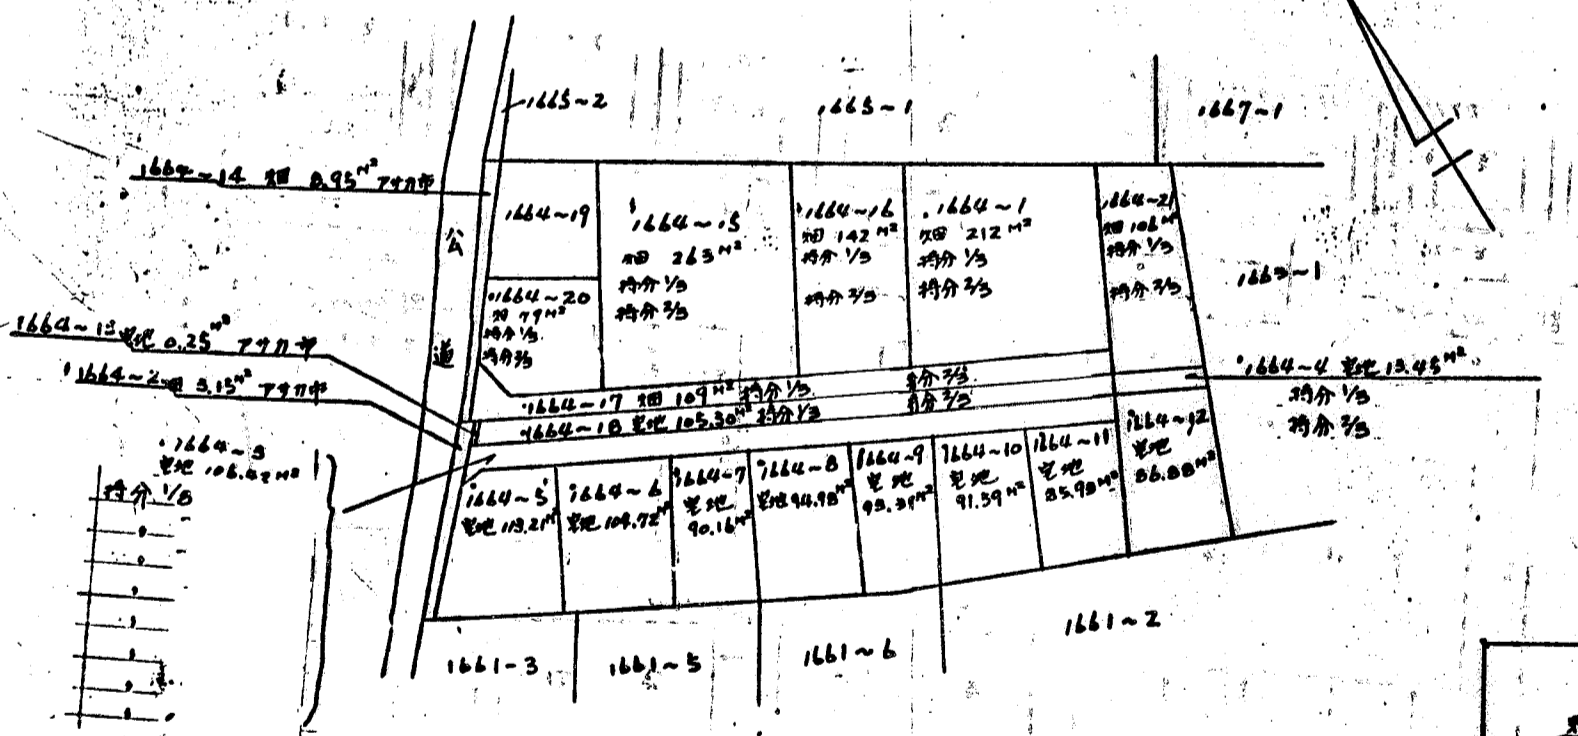 1665~2
1665~1
1667~1
1664~14 畑 8.95M² アサカ市
公道
1664~19
1664~15
畑 263M²
持分 1/3
持分 2/3
1664~16
畑 142M²
持分 1/3
持分 2/3
1664~1
畑 212M²
持分 1/3
持分 2/3
1664~21
畑 106M²
持分 1/3
持分 2/3
1663~1
1664~20
畑 79M²
持分 1/3
持分 2/3
1664~13 宅地 0.25M² アサカ市
1664~2 畑 3.15M² アサカ市
1664~17 畑 109M² 持分 1/3 持分 2/3
1664~18 宅地 105.30M² 持分 1/3 持分 2/3
1664~4 宅地 13.45M²
持分 1/3
持分 2/3
1664~3
宅地
持分 1/8
1664~5
宅地 113.21M²
1664~6
宅地 104.72M²
1664~7
宅地
90.16M²
1664~8
宅地 94.98M²
1664~9
宅地
1664~10
宅地
91.59M²
1664~11
宅地
85.98M²
1664~12
宅地
86.88M²
1661-3
1661~5
1661~6
1661~2